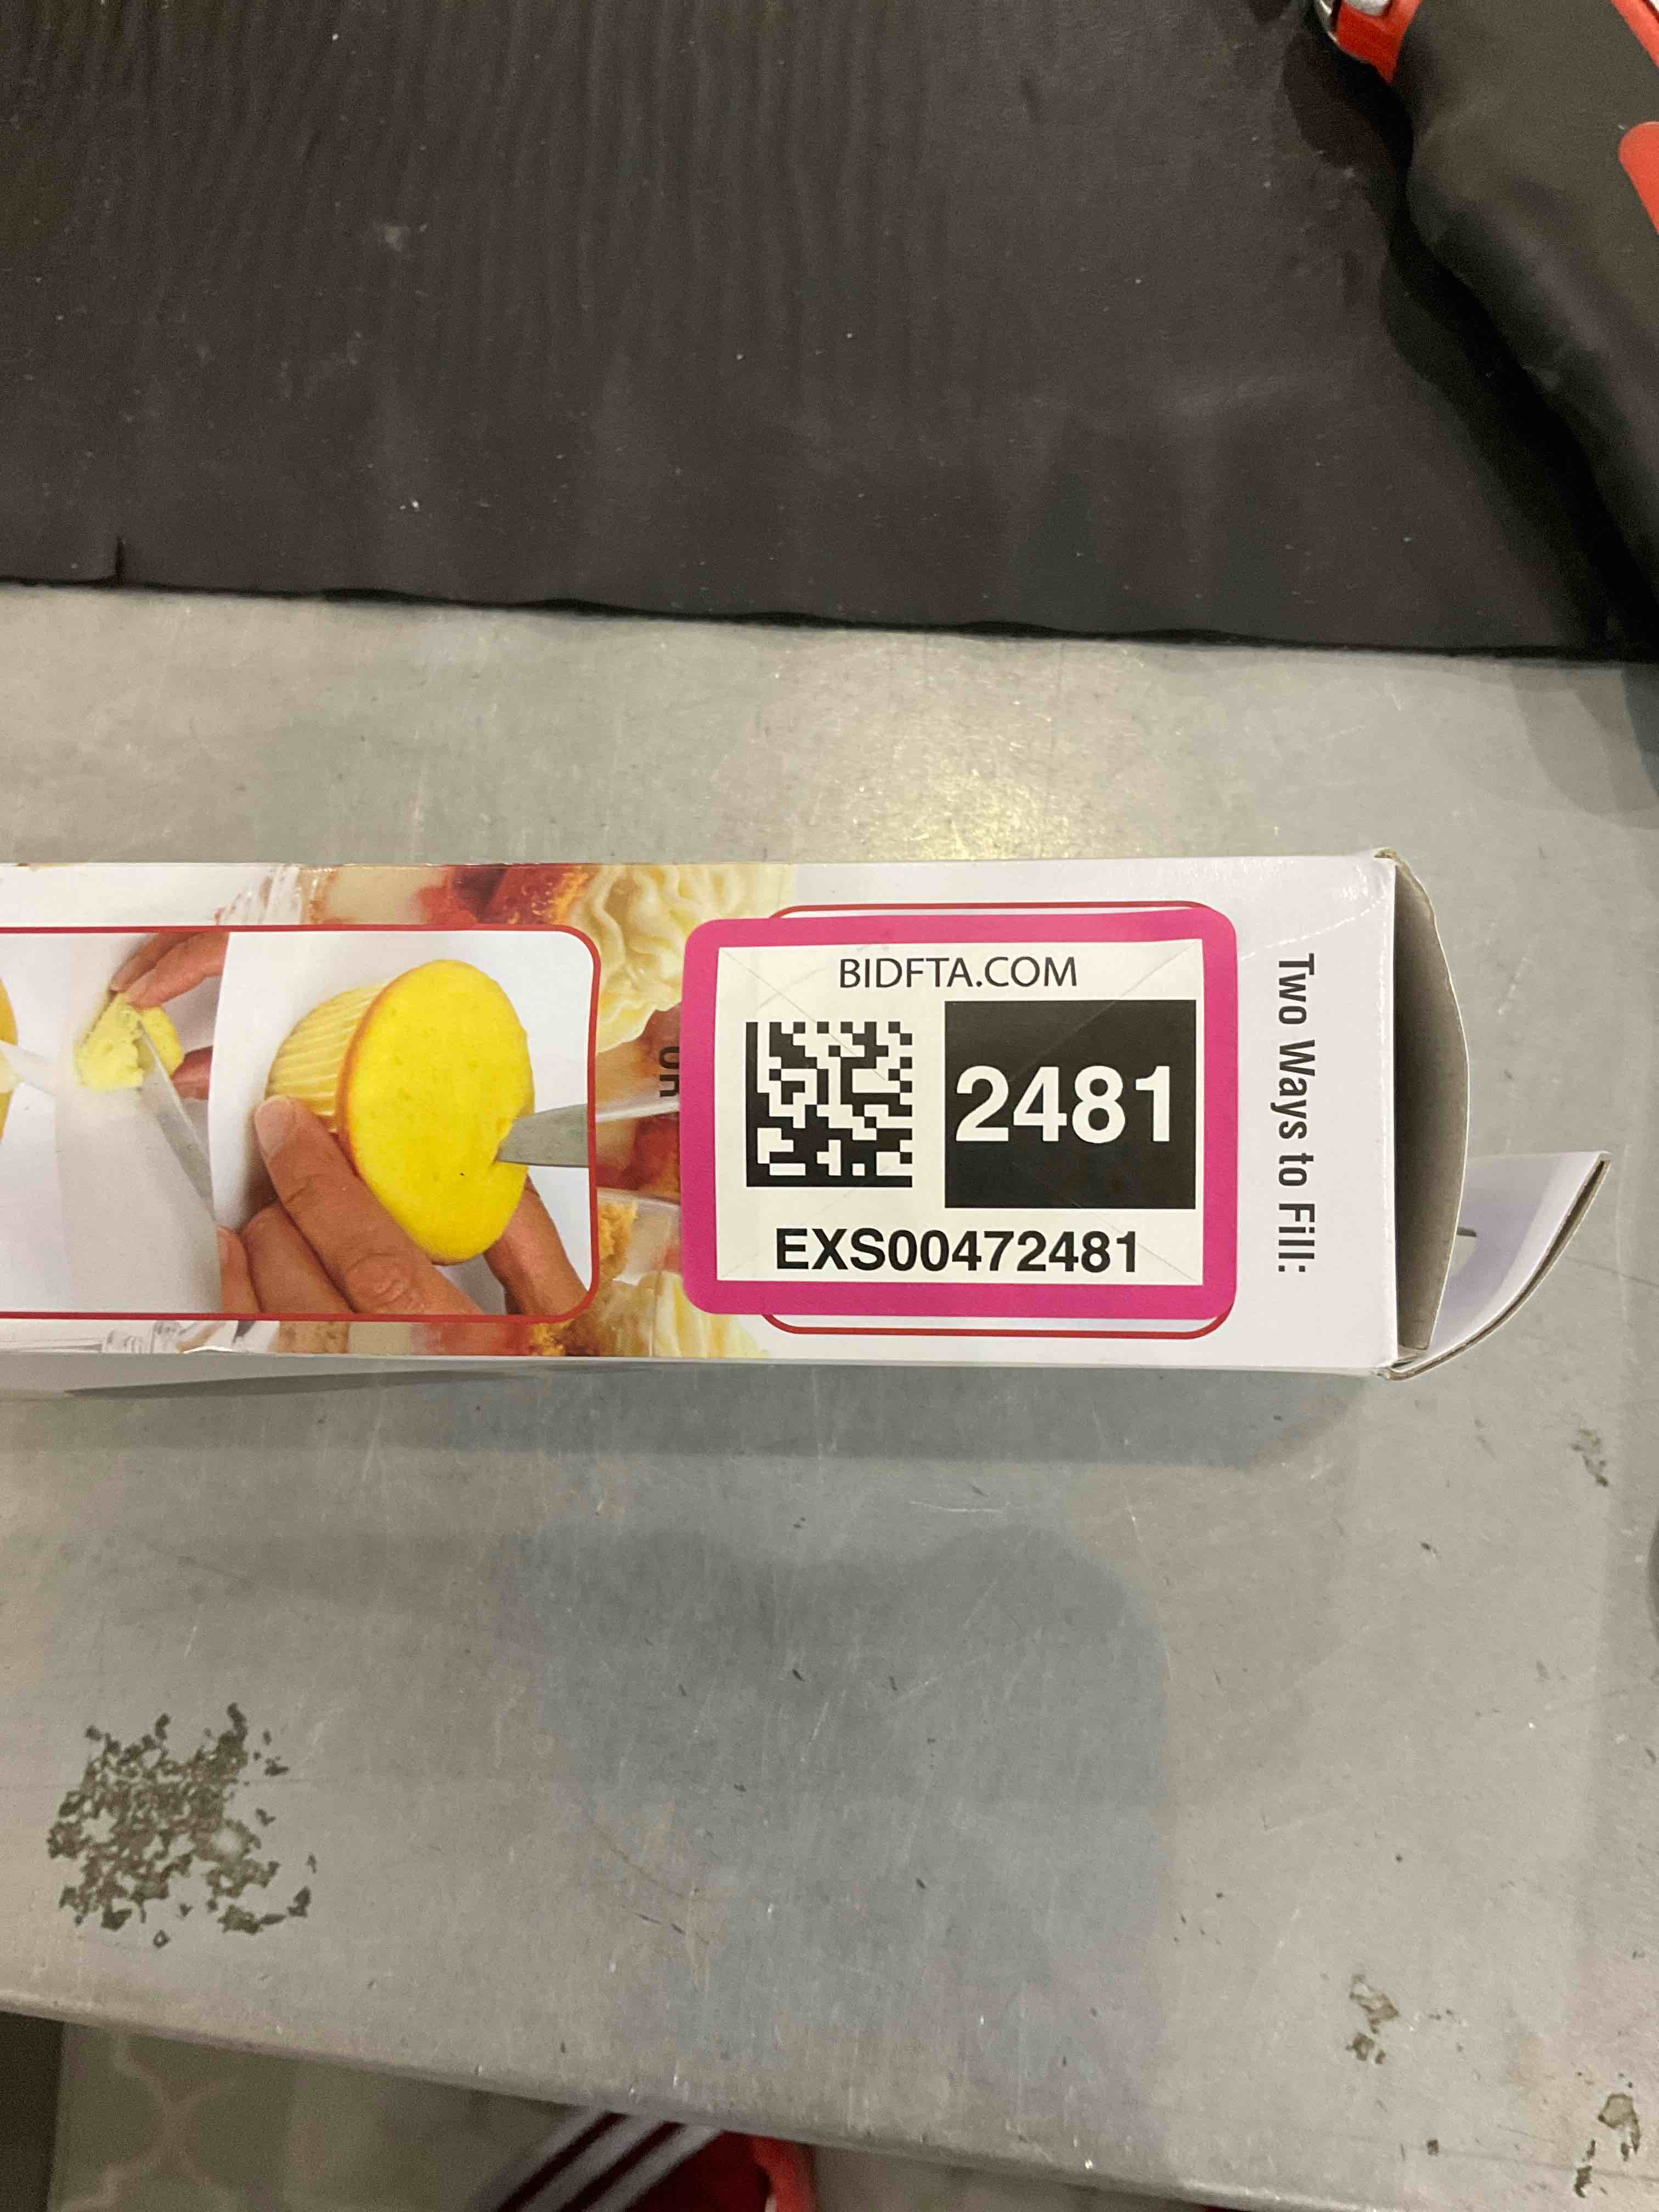 BIDFTA.COM
2481
EXS00472481
Two Ways to Fill: